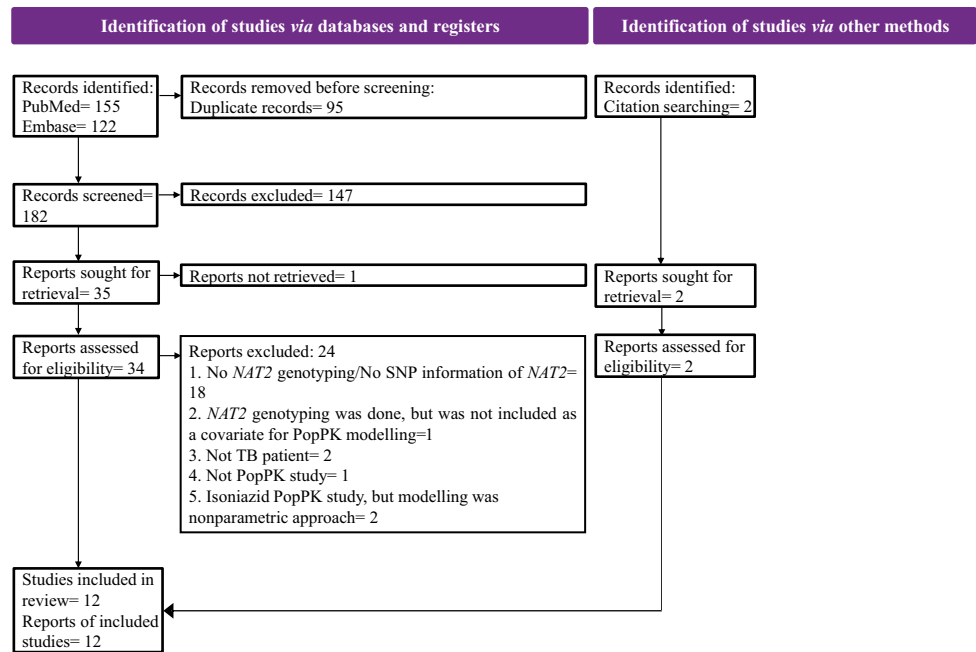 Identification of studies via databases and registers
Identification of studies via other methods
Records identified:
PubMed= 155
Embase= 122
Records removed before screening:
Duplicate records= 95
Records identified:
Citation searching= 2
Records screened=
182
Records excluded= 147
Reports sought for
retrieval= 35
Reports not retrieved= 1
Reports sought for
retrieval= 2
Reports assessed
for eligibility= 34
Reports excluded: 24
1. No NAT2 genotyping/No SNP information of NAT2=
18
2. NAT2 genotyping was done, but was not included as
a covariate for PopPK modelling=1
3. Not TB patient= 2
4. Not PopPK study= 1
5. Isoniazid PopPK study, but modelling was
nonparametric approach= 2
Reports assessed for
eligibility= 2
Studies included in
review= 12
Reports of included
studies= 12